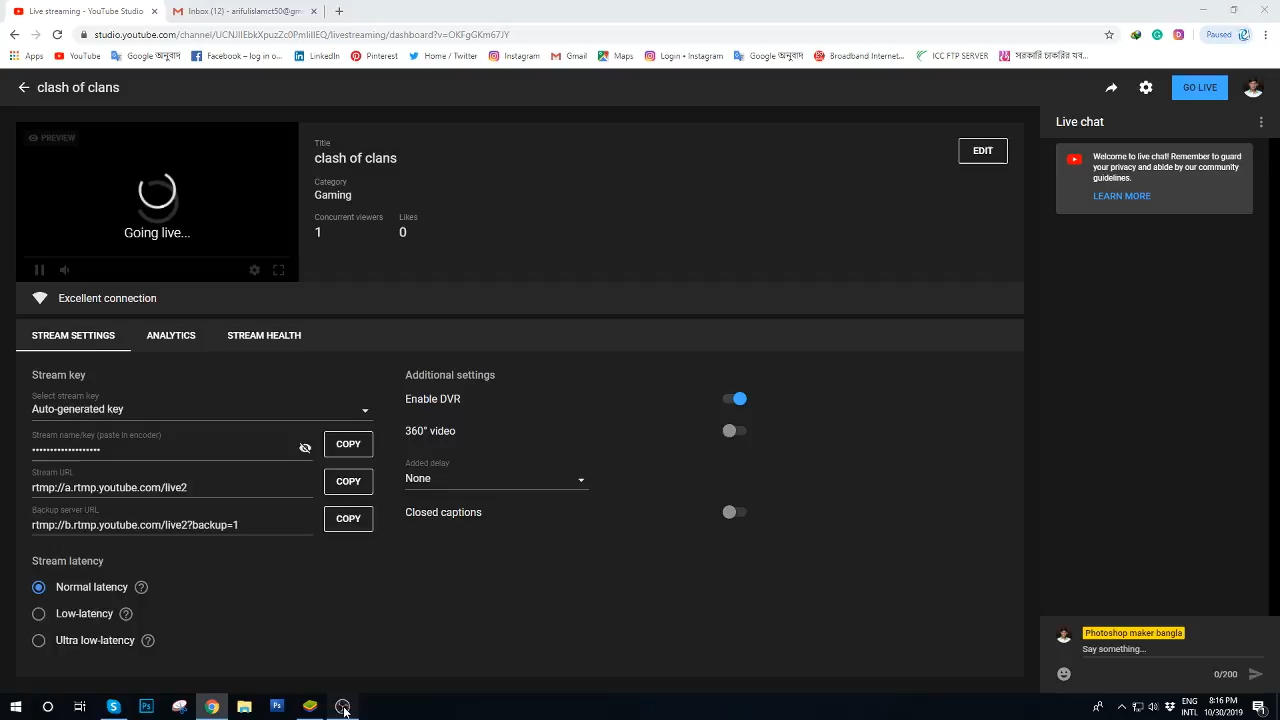 Live streaming - YouTube Studio
Inbox (12) - arifulislamct50@gm
studio.youtube.com/channel/UCNJIEbkXpuzZc0PmIiIEQ/livestreaming/dashboard?v=OKFgGKm07JY
Paused
Apps YouTube Google অনুবাদ Facebook – log in o... LinkedIn Pinterest Home / Twitter Instagram Gmail Maps Login • Instagram Google অনুবাদ Broadband Internet... ICC FTP SERVER সরকারি চাকরি
clash of clans
GO LIVE
PREVIEW
Going live...
Title
clash of clans
EDIT
Category
Gaming
Concurrent viewers Likes
1 0
Excellent connection
STREAM SETTINGS ANALYTICS STREAM HEALTH
Stream key
Select stream key
Auto-generated key
Stream name/key (paste in encoder)
•••••••••••••••••••
COPY
Stream URL
rtmp://a.rtmp.youtube.com/live2
COPY
Backup server URL
rtmp://b.rtmp.youtube.com/live2?backup=1
COPY
Stream latency
Normal latency
Low-latency
Ultra low-latency
Additional settings
Enable DVR
360° video
Added delay
None
Closed captions
Live chat
Welcome to live chat! Remember to guard
your privacy and abide by our community
guidelines.
LEARN MORE
Photoshop maker bangla
Say something...
0/200
ENG
INTL
8:16 PM
10/30/2019